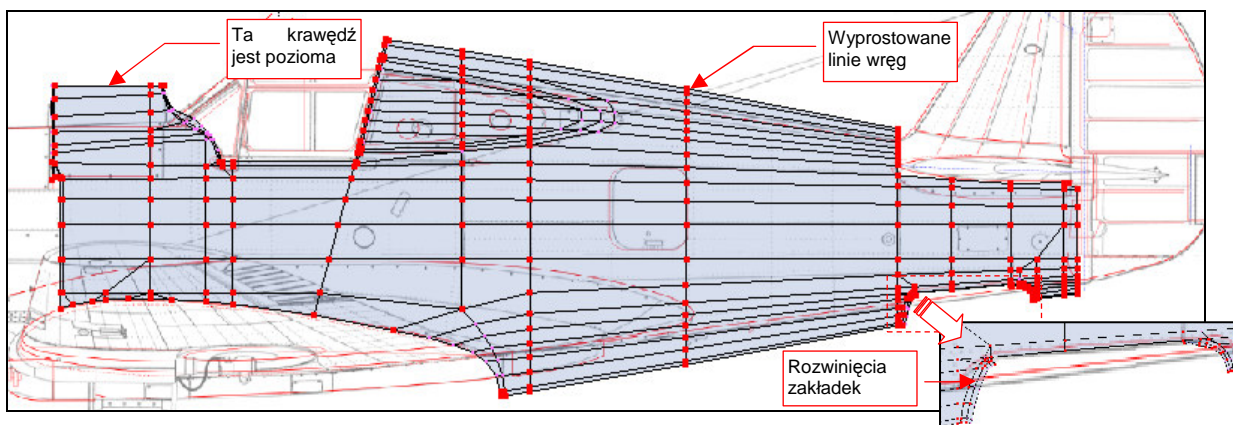 Ta krawędź
jest pozioma
Wyprostowane
linie wręg
Rozwinięcia
zakładek